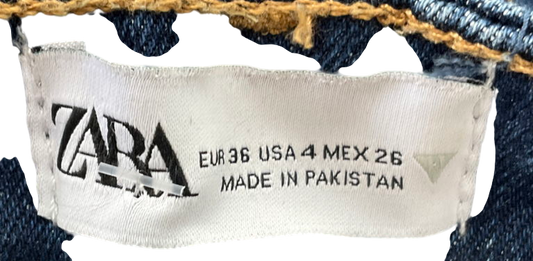 ZARA
EUR 36 USA 4 MEX 26
MADE IN PAKISTAN